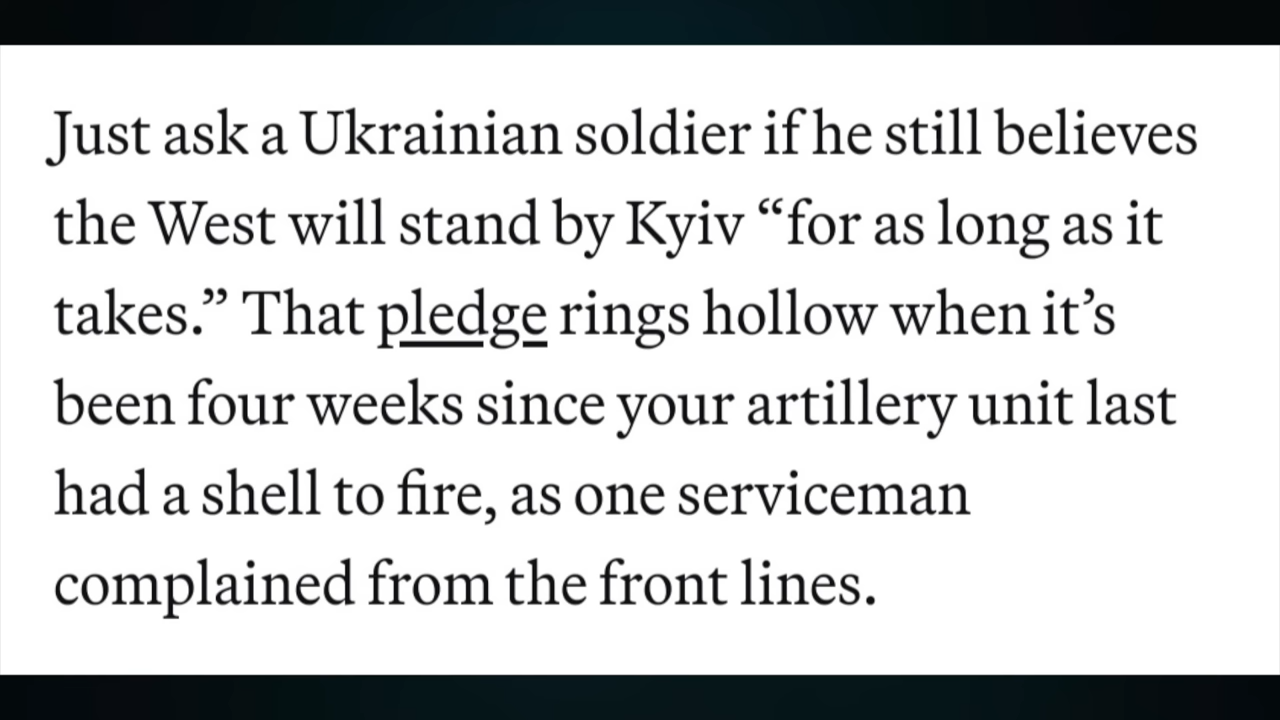 Just ask a Ukrainian soldier if he still believes
the West will stand by Kyiv “for as long as it
takes.” That pledge rings hollow when it’s
been four weeks since your artillery unit last
had a shell to fire, as one serviceman
complained from the front lines.